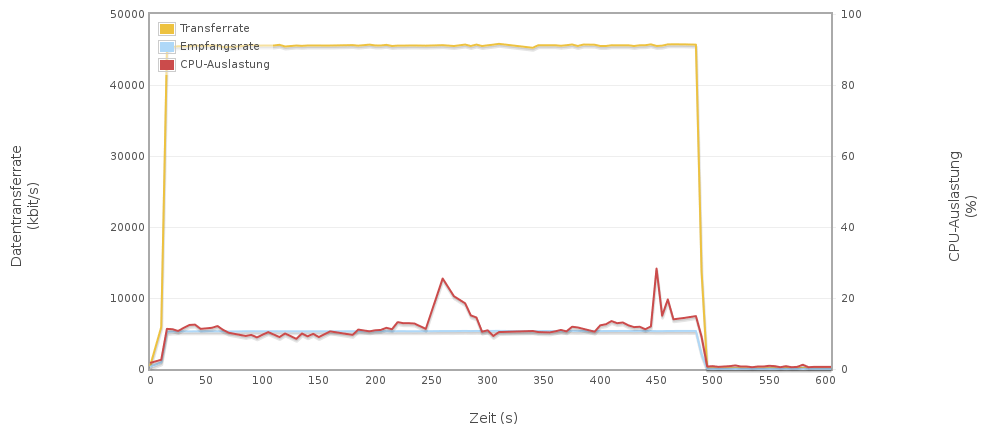 50000
40000
30000
20000
10000
0
100
80
60
40
20
0
Transferrate
Empfangsrate
CPU-Auslastung
Datentransferrate
(kbit/s)
CPU-Auslastung
(%)
0 50 100 150 200 250 300 350 400 450 500 550 600
Zeit (s)